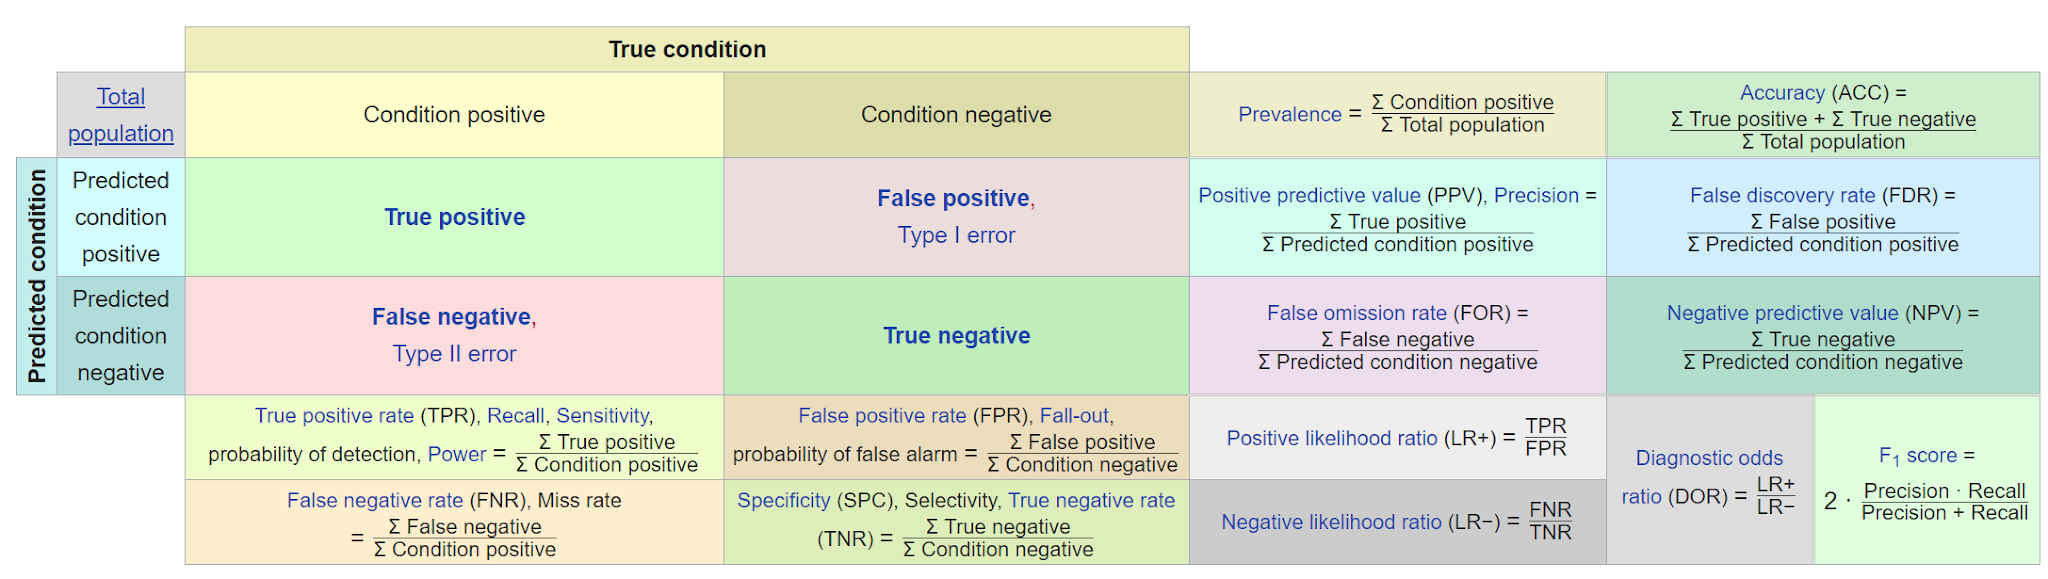 True condition
Total
population
Condition positive
Condition negative
Prevalence = Σ Condition positive
Σ Total population
Accuracy (ACC) =
Σ True positive + Σ True negative
Σ Total population
Predicted condition
Predicted
condition
positive
True positive
False positive,
Type I error
Positive predictive value (PPV), Precision =
Σ True positive
Σ Predicted condition positive
False discovery rate (FDR) =
Σ False positive
Σ Predicted condition positive
Predicted
condition
negative
False negative,
Type II error
True negative
False omission rate (FOR) =
Σ False negative
Σ Predicted condition negative
Negative predictive value (NPV) =
Σ True negative
Σ Predicted condition negative
True positive rate (TPR), Recall, Sensitivity,
probability of detection, Power = Σ True positive
Σ Condition positive
False positive rate (FPR), Fall-out,
probability of false alarm = Σ False positive
Σ Condition negative
Positive likelihood ratio (LR+) = TPR
FPR
Diagnostic odds
ratio (DOR) = LR+
LR−
F1 score =
2 · Precision · Recall
Precision + Recall
False negative rate (FNR), Miss rate
= Σ False negative
Σ Condition positive
Specificity (SPC), Selectivity, True negative rate
(TNR) = Σ True negative
Σ Condition negative
Negative likelihood ratio (LR−) = FNR
TNR